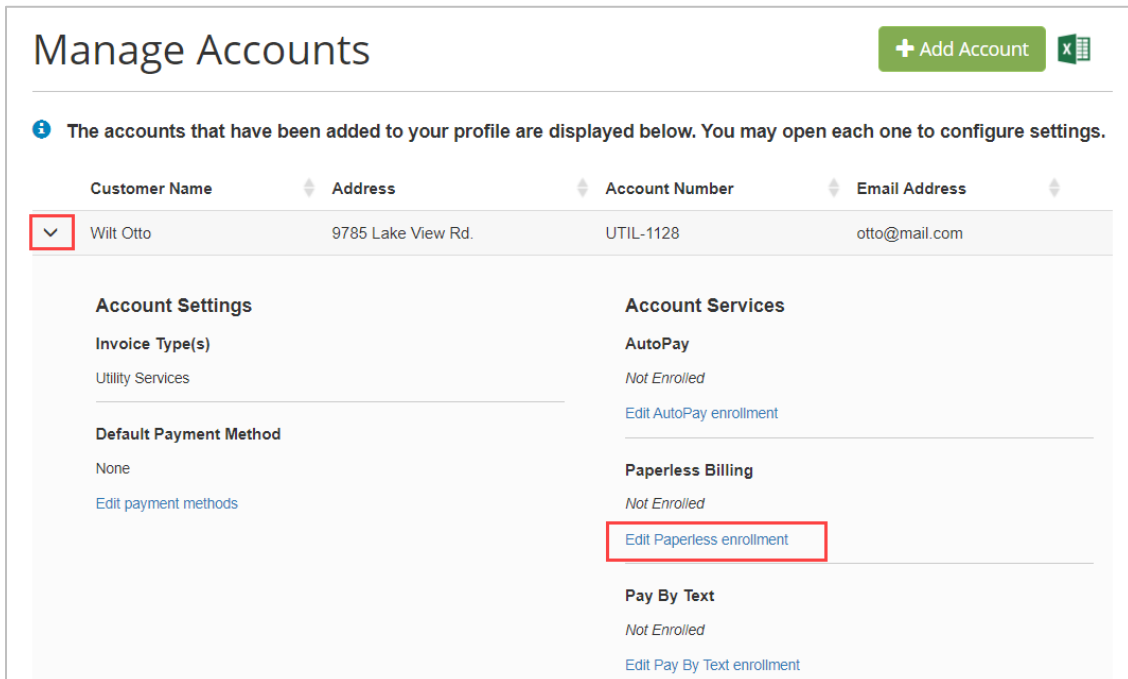 Manage Accounts
Add Account
The accounts that have been added to your profile are displayed below. You may open each one to configure settings.
Customer Name Address Account Number Email Address
Wilt Otto 9785 Lake View Rd. UTIL-1128 otto@mail.com
Account Settings
Invoice Type(s)
Utility Services
Default Payment Method
None
Edit payment methods
Account Services
AutoPay
Not Enrolled
Edit AutoPay enrollment
Paperless Billing
Not Enrolled
Edit Paperless enrollment
Pay By Text
Not Enrolled
Edit Pay By Text enrollment